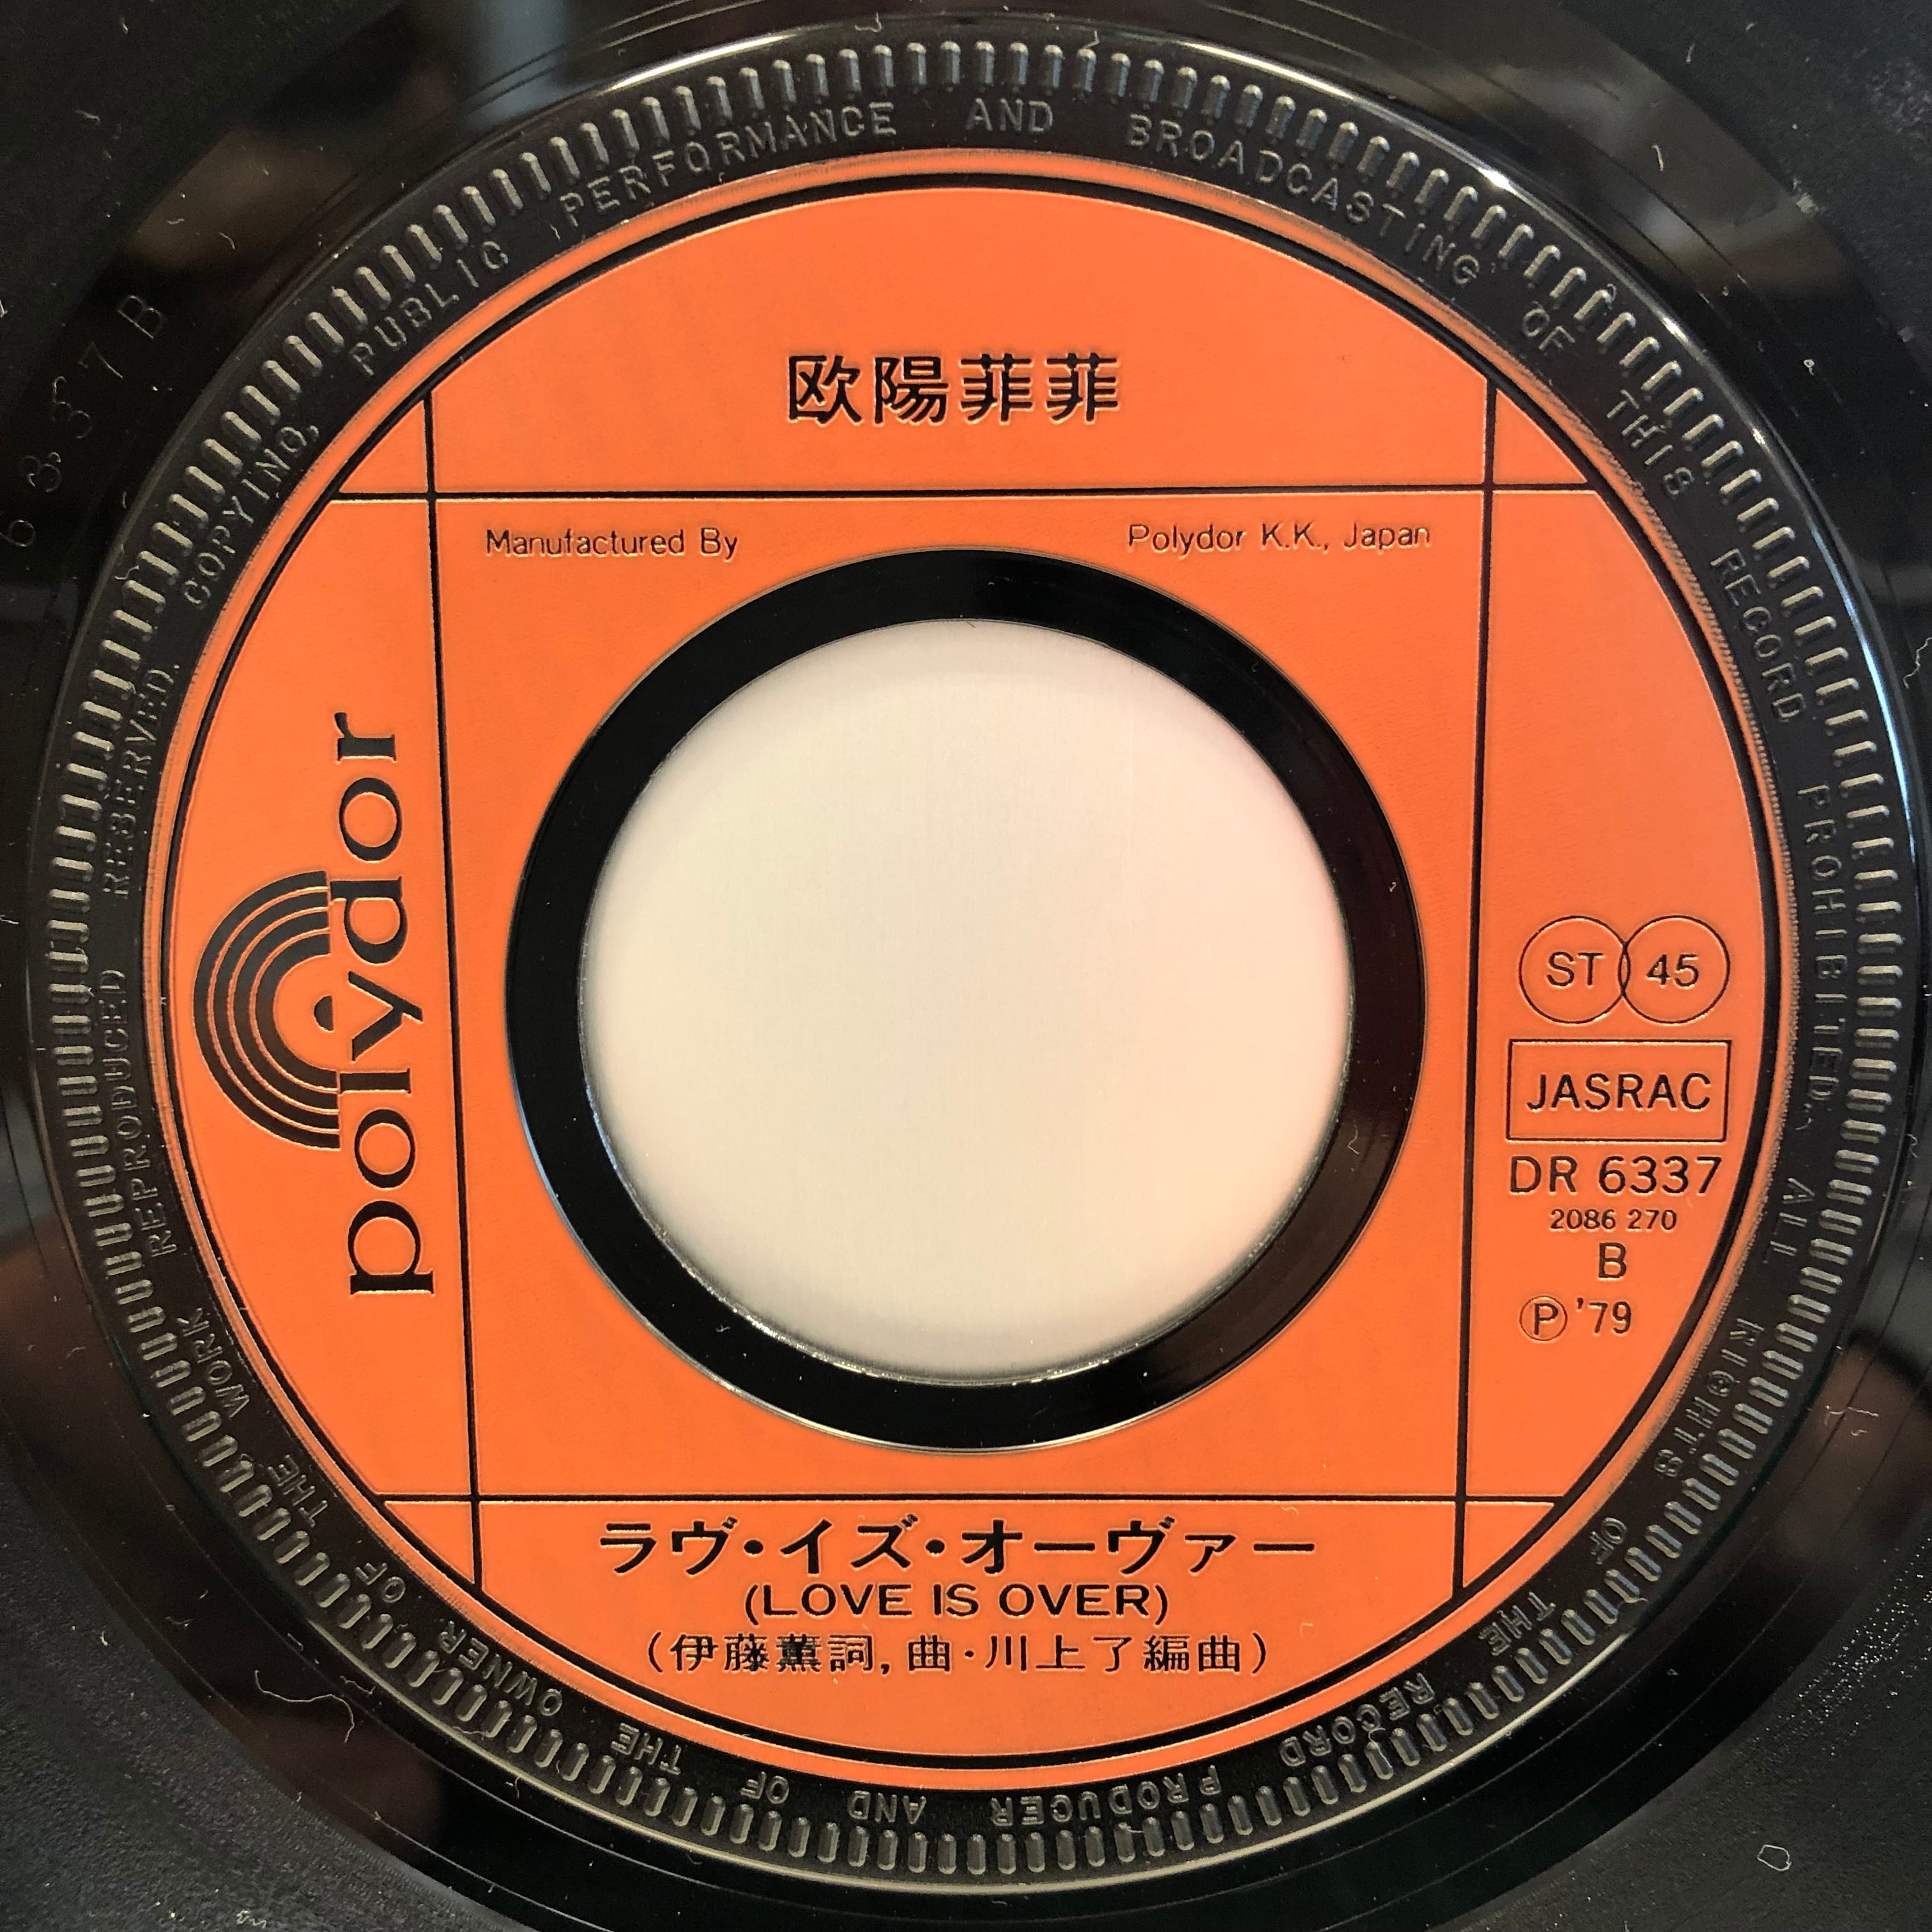 欧陽菲菲
Manufactured By Polydor K.K., Japan
polydor
ST 45
JASRAC
DR 6337
2086 270
B
Ⓟ '79
ラヴ・イズ・オーヴァー
(LOVE IS OVER)
(伊藤薫詞, 曲・川上了編曲)
ALL RIGHTS OF THE RECORD PRODUCER AND OF THE OWNER OF THE WORK REPRODUCED RESERVED. COPYING, PUBLIC PERFORMANCE AND BROADCASTING OF THIS RECORD PROHIBITED.
6337 B